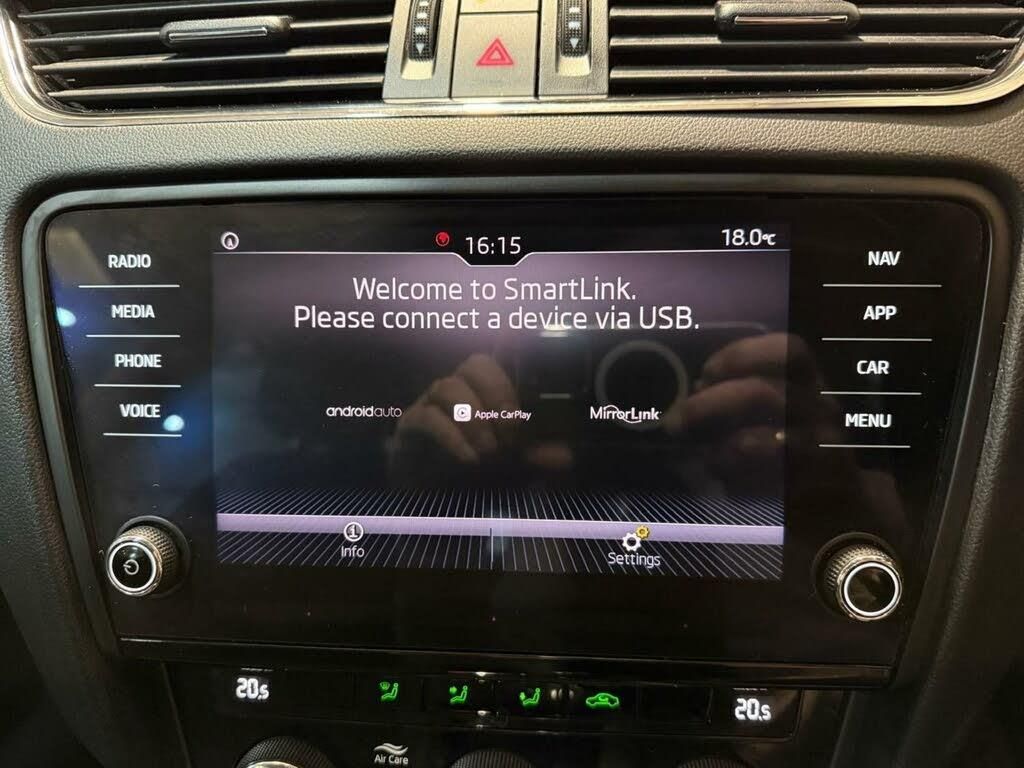 16:15
18.0°C
RADIO
MEDIA
PHONE
VOICE
Welcome to SmartLink.
Please connect a device via USB.
androidauto
Apple CarPlay
MirrorLink
Info
Settings
NAV
APP
CAR
MENU
20.5
20.5
Air Care